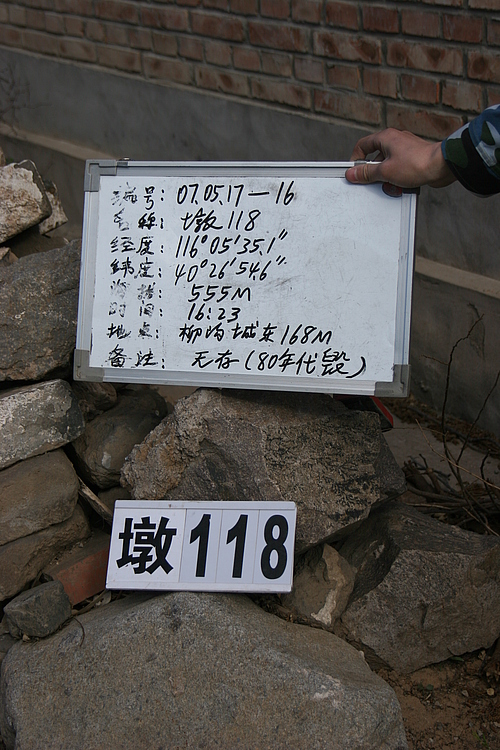 编号: 07.05.17—16
名称: 墩118
经度: 116°05'35.1"
纬度: 40°26'54.6"
海拔: 555M
时间: 16:23
地点: 柳沟城东168M
备注: 无存(80年代毁)
墩118